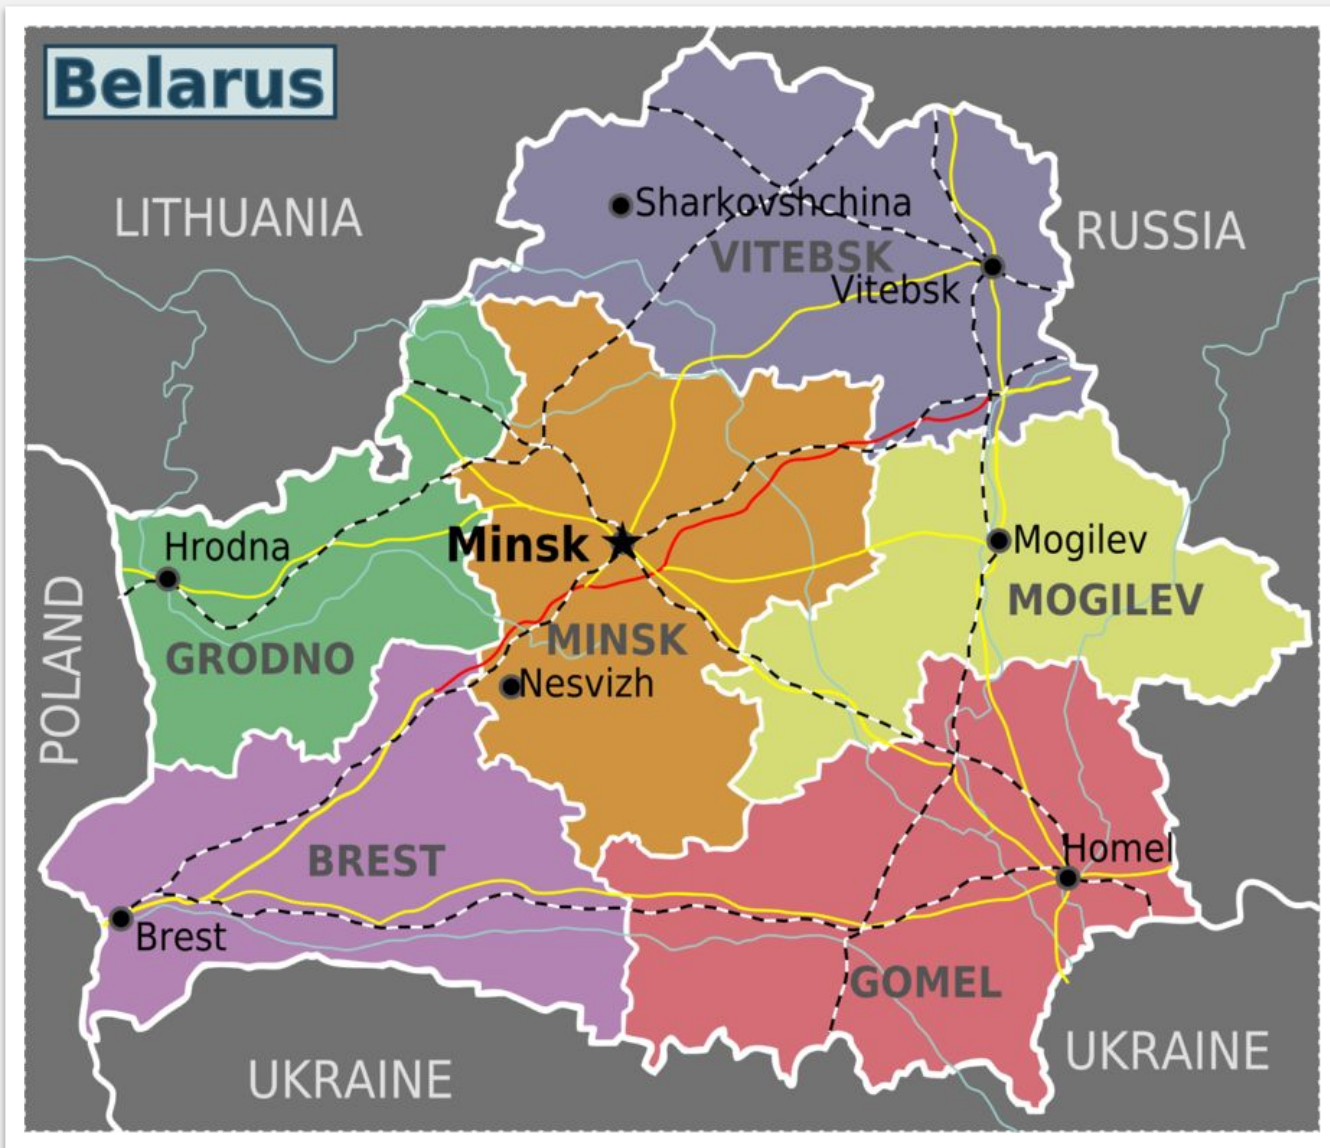 Belarus
LITHUANIA
RUSSIA
Sharkovshchina
VITEBSK
Vitebsk
Hrodna
Minsk
Mogilev
MOGILEV
POLAND
GRODNO
MINSK
Nesvizh
BREST
Homel
Brest
GOMEL
UKRAINE
UKRAINE